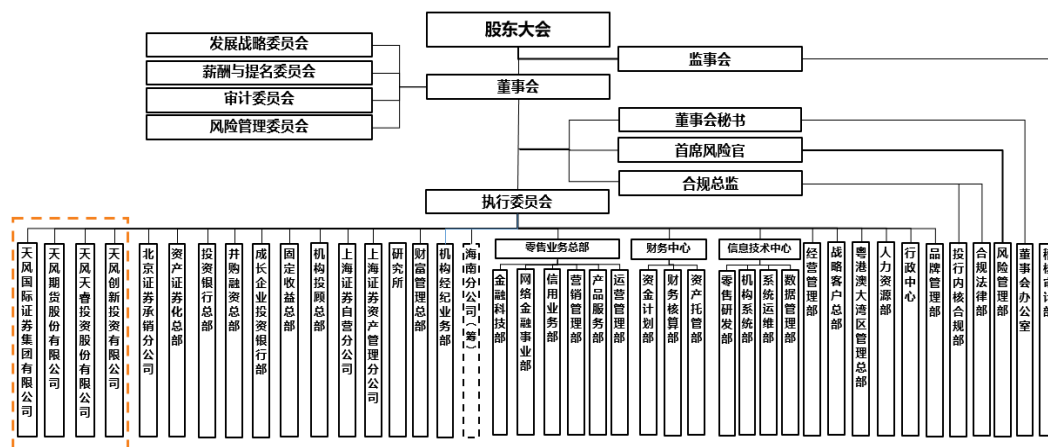 股东大会
发展战略委员会
薪酬与提名委员会
审计委员会
风险管理委员会
监事会
董事会
董事会秘书
首席风险官
合规总监
执行委员会
天风国际证券集团有限公司
天风期货股份有限公司
天风天睿投资股份有限公司
天风创新投资有限公司
北京证券承销分公司
资产证券化总部
投资银行总部
并购融资总部
成长企业投资银行部
固定收益总部
机构投顾总部
上海证券自营分公司
上海证券资产管理分公司
研究所
财富管理总部
机构经纪业务部
海南分公司（筹）
零售业务总部
金融科技部
网络金融事业部
信用业务部
营销管理部
产品服务部
运营管理部
财务中心
资金计划部
财务核算部
资产托管部
信息技术中心
零售研发部
机构系统部
系统运维部
数据管理部
经营管理部
战略客户总部
粤港澳大湾区管理总部
人力资源部
行政中心
品牌管理部
投行内核合规部
合规法律部
风险管理部
董事会办公室